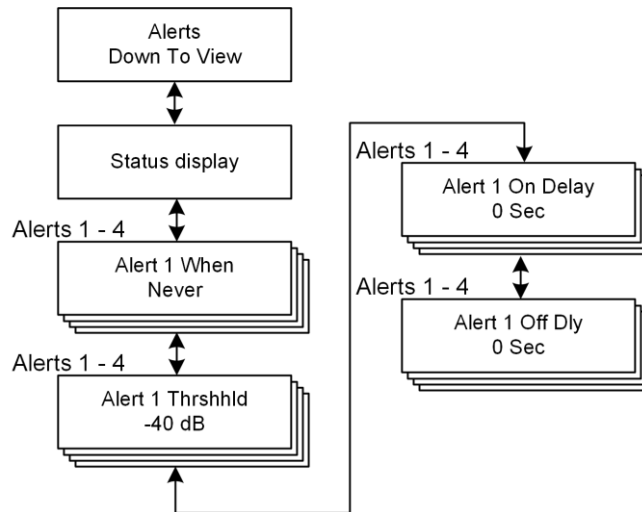 Alerts
Down To View
Status display
Alerts 1 - 4
Alert 1 When
Never
Alerts 1 - 4
Alert 1 Thrshhld
-40 dB
Alerts 1 - 4
Alert 1 On Delay
0 Sec
Alerts 1 - 4
Alert 1 Off Dly
0 Sec